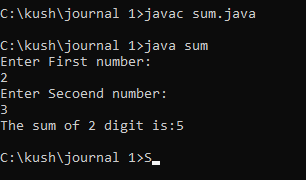 C:\kush\journal 1>javac sum.java
C:\kush\journal 1>java sum
Enter First number:
2
Enter Secoend number:
3
The sum of 2 digit is:5
C:\kush\journal 1>S